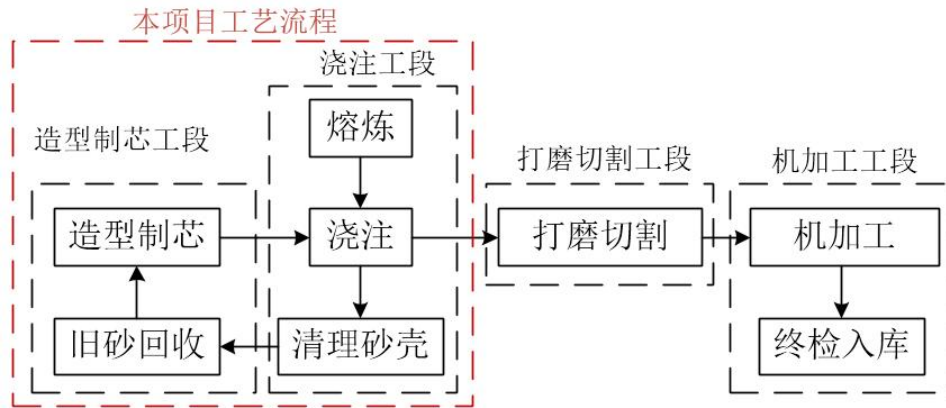 本项目工艺流程
浇注工段
熔炼
造型制芯工段
打磨切割工段
机加工工段
造型制芯
浇注
打磨切割
机加工
旧砂回收
清理砂壳
终检入库